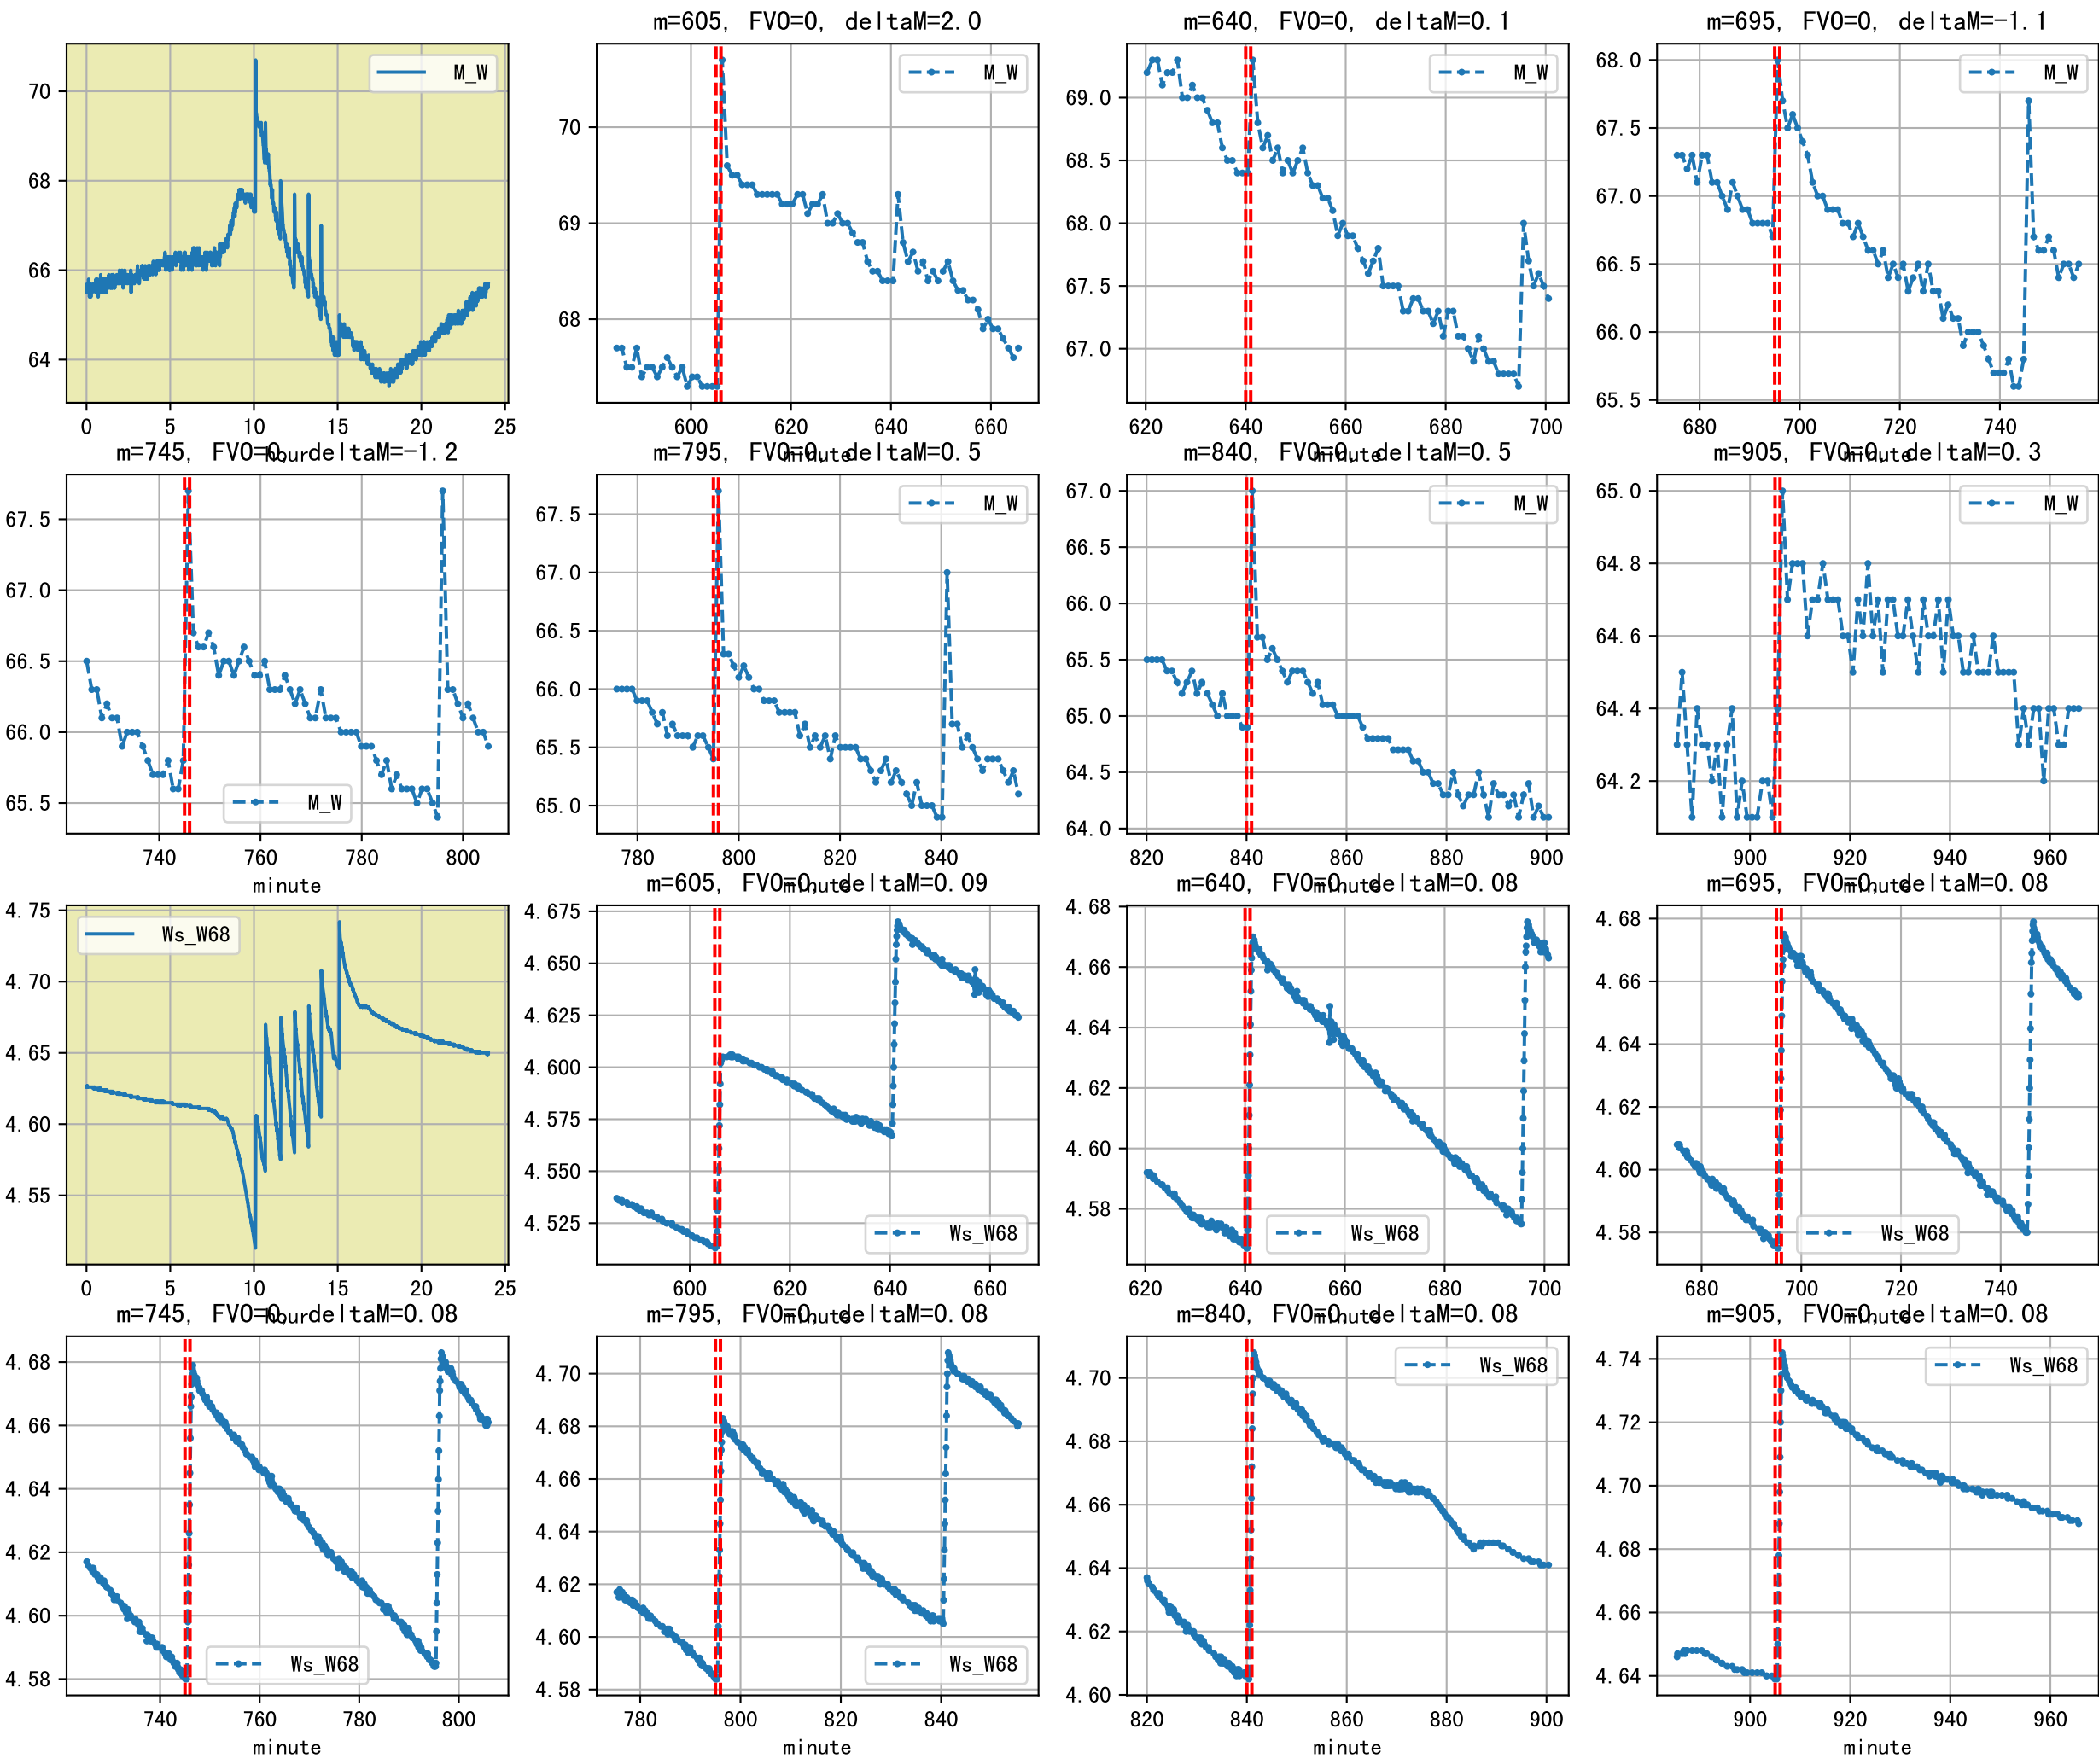 M_W
70
68
66
64
0 5 10 15 20 25
hour
m=605, FVO=0, deltaM=2.0
M_W
70
69
68
600 620 640 660
minute
m=640, FVO=0, deltaM=0.1
M_W
69.0
68.5
68.0
67.5
67.0
620 640 660 680 700
minute
m=695, FVO=0, deltaM=-1.1
M_W
68.0
67.5
67.0
66.5
66.0
65.5
680 700 720 740
minute
m=745, FVO=0, deltaM=-1.2
67.5
67.0
66.5
66.0
65.5
M_W
740 760 780 800
minute
m=795, FVO=0, deltaM=0.5
M_W
67.5
67.0
66.5
66.0
65.5
65.0
780 800 820 840
minute
m=840, FVO=0, deltaM=0.5
M_W
67.0
66.5
66.0
65.5
65.0
64.5
64.0
820 840 860 880 900
minute
m=905, FVO=0, deltaM=0.3
M_W
65.0
64.8
64.6
64.4
64.2
900 920 940 960
minute
Ws_W68
4.75
4.70
4.65
4.60
4.55
0 5 10 15 20 25
hour
m=605, FVO=0, deltaM=0.09
4.675
4.650
4.625
4.600
4.575
4.550
4.525
Ws_W68
600 620 640 660
minute
m=640, FVO=0, deltaM=0.08
4.68
4.66
4.64
4.62
4.60
4.58
Ws_W68
620 640 660 680 700
minute
m=695, FVO=0, deltaM=0.08
4.68
4.66
4.64
4.62
4.60
4.58
Ws_W68
680 700 720 740
minute
m=745, FVO=0, deltaM=0.08
4.68
4.66
4.64
4.62
4.60
4.58
Ws_W68
740 760 780 800
minute
m=795, FVO=0, deltaM=0.08
4.70
4.68
4.66
4.64
4.62
4.60
4.58
Ws_W68
780 800 820 840
minute
m=840, FVO=0, deltaM=0.08
Ws_W68
4.70
4.68
4.66
4.64
4.62
4.60
820 840 860 880 900
minute
m=905, FVO=0, deltaM=0.08
Ws_W68
4.74
4.72
4.70
4.68
4.66
4.64
900 920 940 960
minute